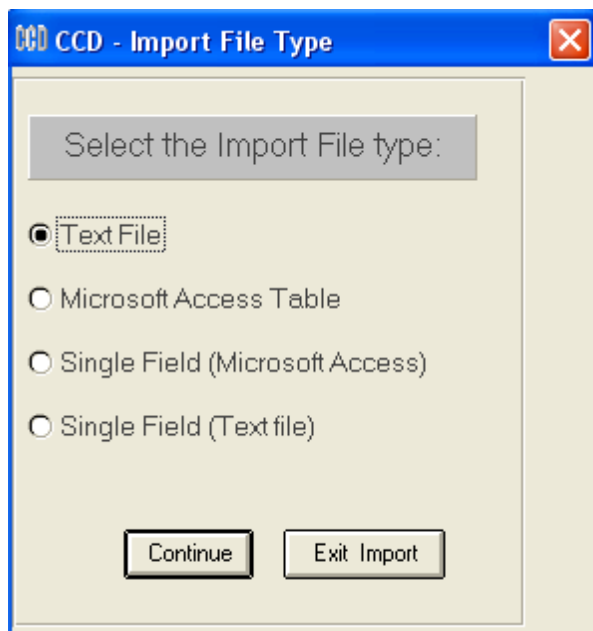 CCD CCD - Import File Type
Select the Import File type:
Text File
Microsoft Access Table
Single Field (Microsoft Access)
Single Field (Text file)
Continue Exit Import